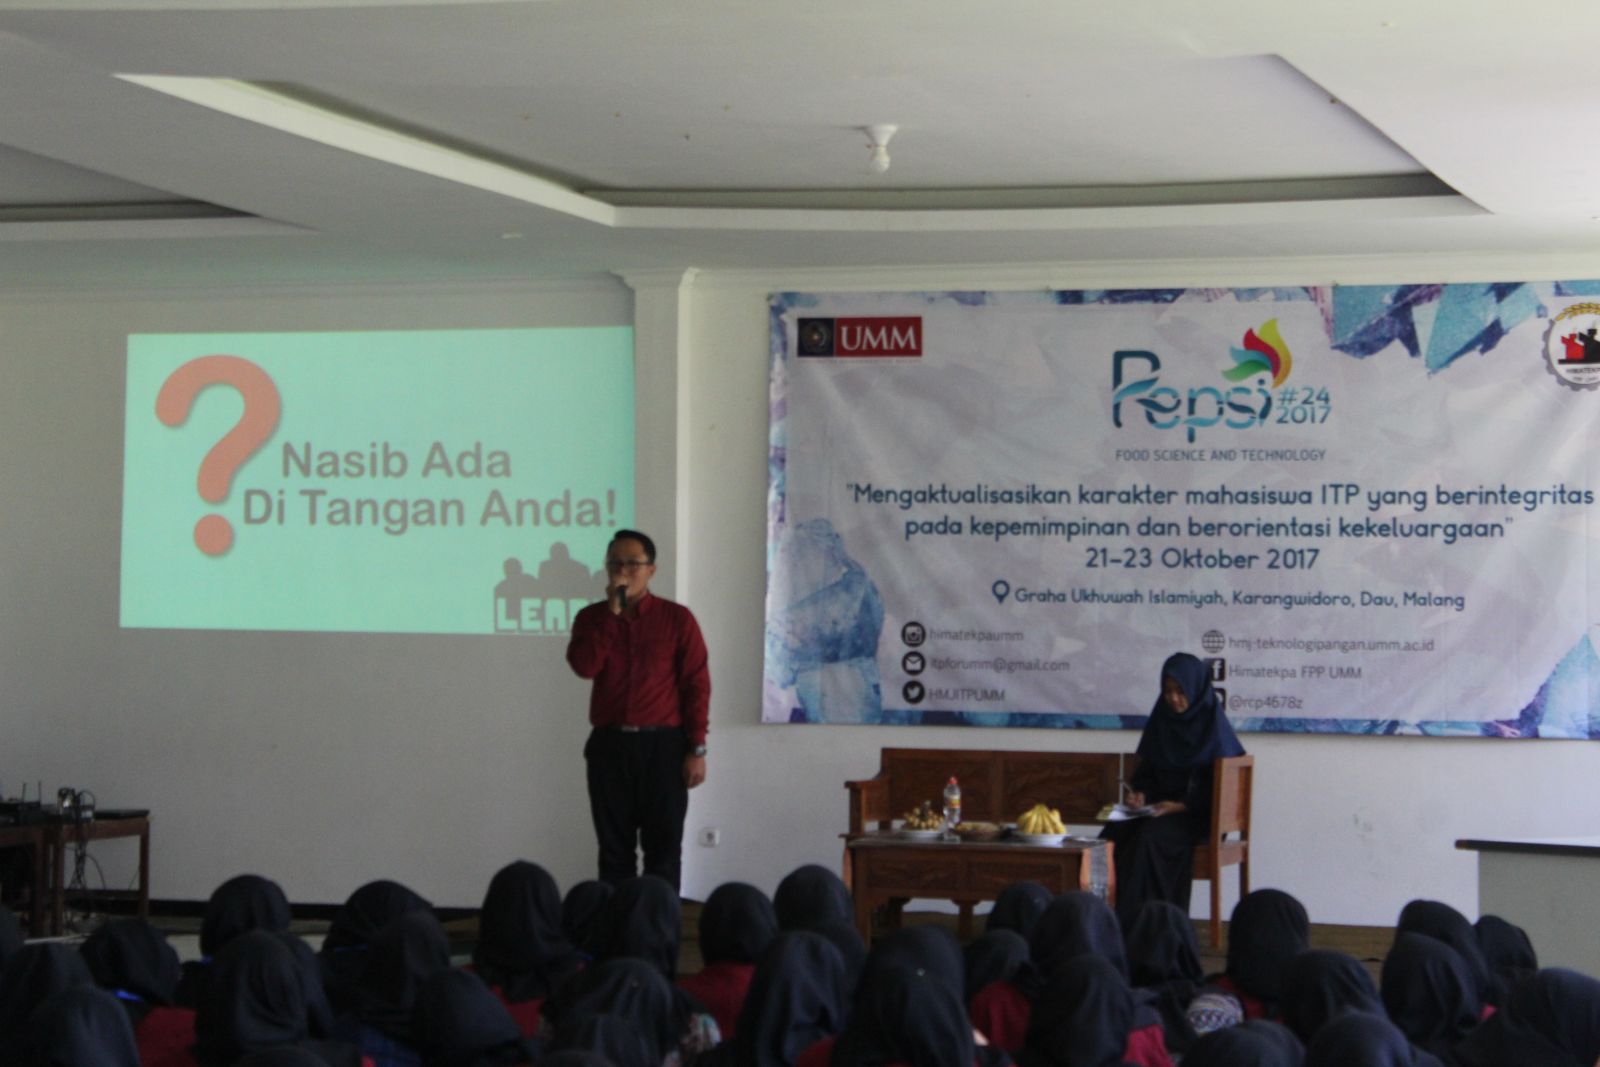 ?
Nasib Ada
Di Tangan Anda!
UMM
Pepsi
#24
2017
FOOD SCIENCE AND TECHNOLOGY
"Mengaktualisasikan karakter mahasiswa ITP yang berintegritas
pada kepemimpinan dan berorientasi kekeluargaan"
21-23 Oktober 2017
Graha Ukhuwah Islamiyah, Karangwidoro, Dau, Malang
himatekpaumm
itpforumm@gmail.com
HMJITPUMM
hmj-teknologipangan.umm.ac.id
Himatekpa FPP UMM
@rcp4678z